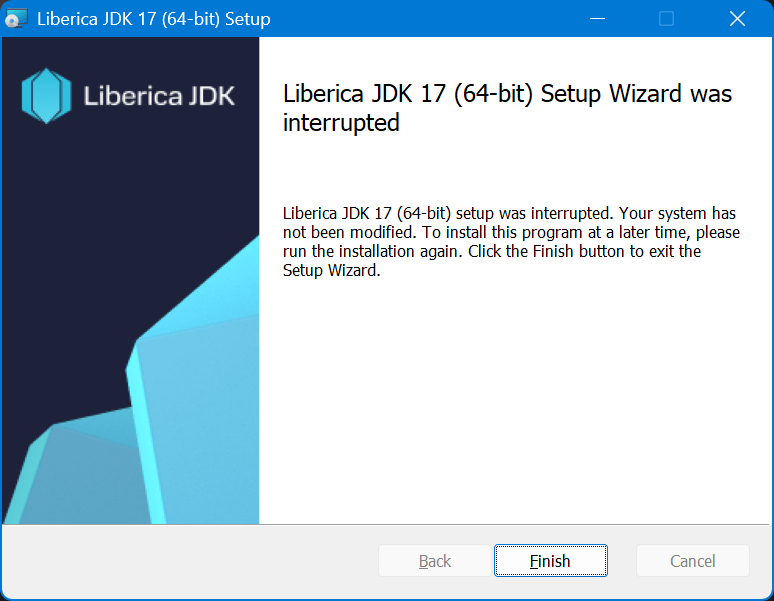 Liberica JDK 17 (64-bit) Setup
Liberica JDK
Liberica JDK 17 (64-bit) Setup Wizard was
interrupted
Liberica JDK 17 (64-bit) setup was interrupted. Your system has
not been modified. To install this program at a later time, please
run the installation again. Click the Finish button to exit the
Setup Wizard.
Back
Finish
Cancel